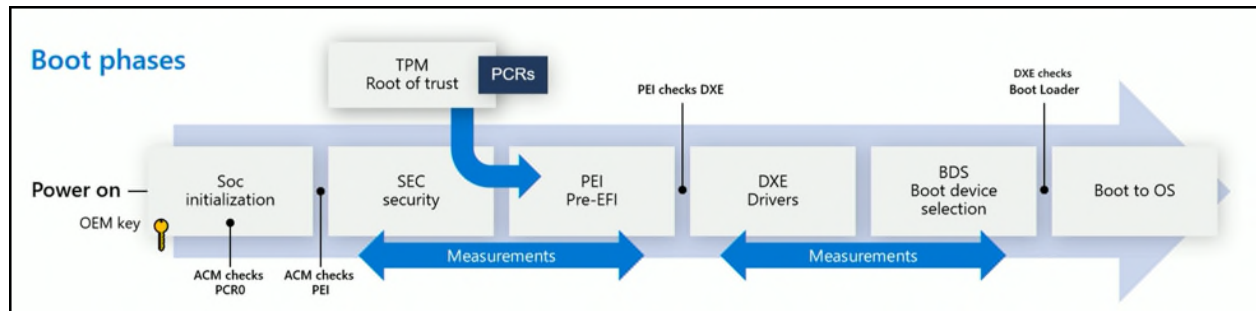 Boot phases
TPM
Root of trust
PCRs
PEI checks DXE
DXE checks
Boot Loader
Power on
OEM key
Soc
initialization
SEC
security
PEI
Pre-EFI
DXE
Drivers
BDS
Boot device
selection
Boot to OS
Measurements
Measurements
ACM checks
PCR0
ACM checks
PEI